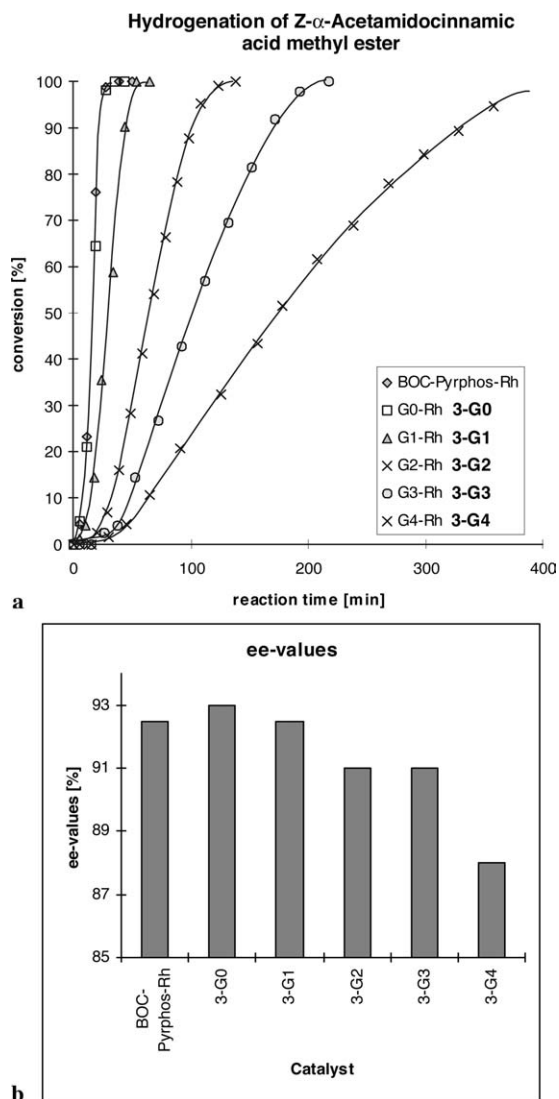 Hydrogenation of Z-α-Acetamidocinnamic
acid methyl ester
100
90
80
70
60
50
40
30
20
10
0
conversion [%]
BOC-Pyrphos-Rh
G0-Rh 3-G0
G1-Rh 3-G1
G2-Rh 3-G2
G3-Rh 3-G3
G4-Rh 3-G4
0 100 200 300 400
reaction time [min]
a
ee-values
93
91
89
87
85
ee-values [%]
BOC-
Pyrphos-Rh
3-G0
3-G1
3-G2
3-G3
3-G4
Catalyst
b